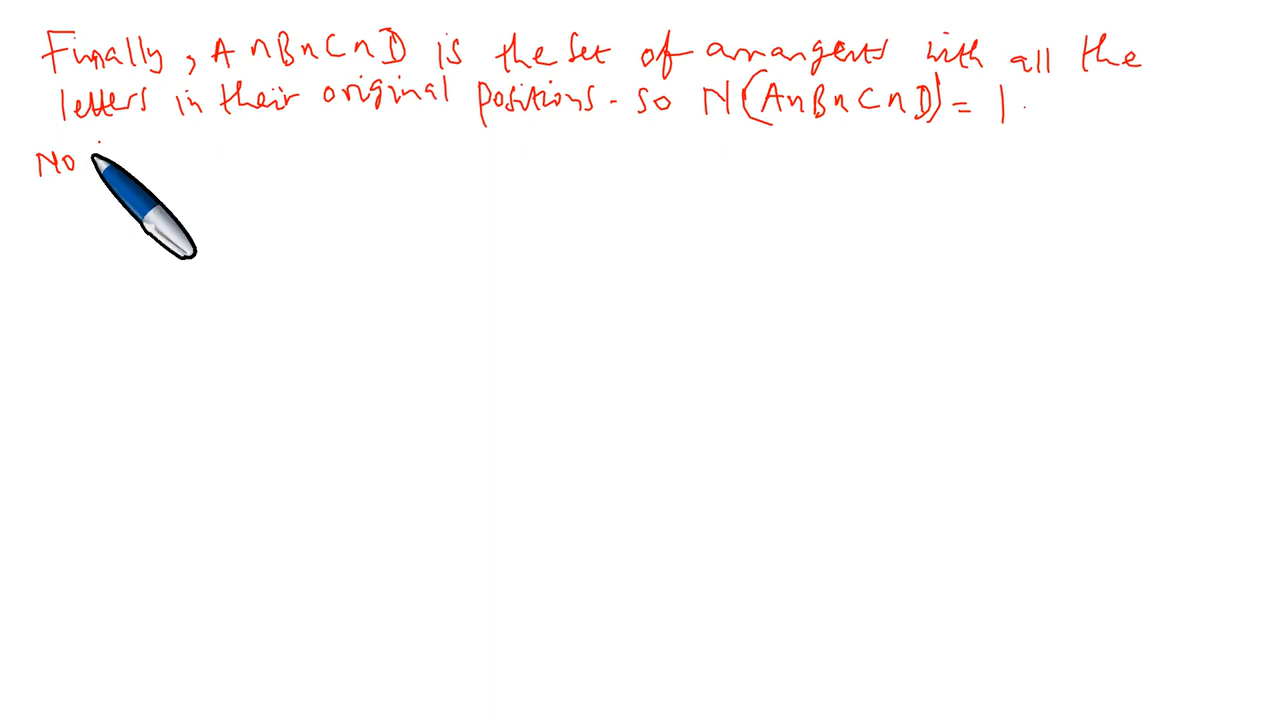 Finally, A∩B∩C∩D is the set of arrangents with all the
letters in their original positions. so N(A∩B∩C∩D) = 1.
No